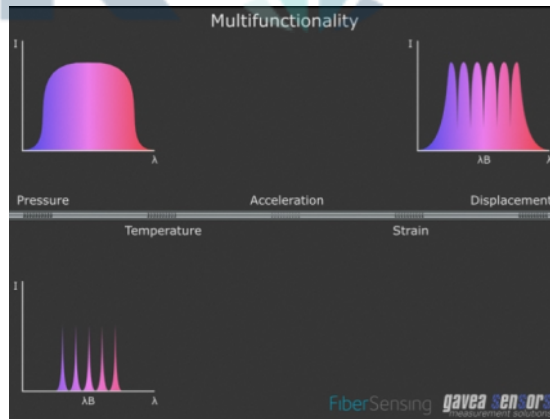 Multifunctionality
I
λ
I
λB
λ
Pressure
Acceleration
Displacement
Temperature
Strain
I
λB
λ
FiberSensing
gavea sensors
measurement solutions